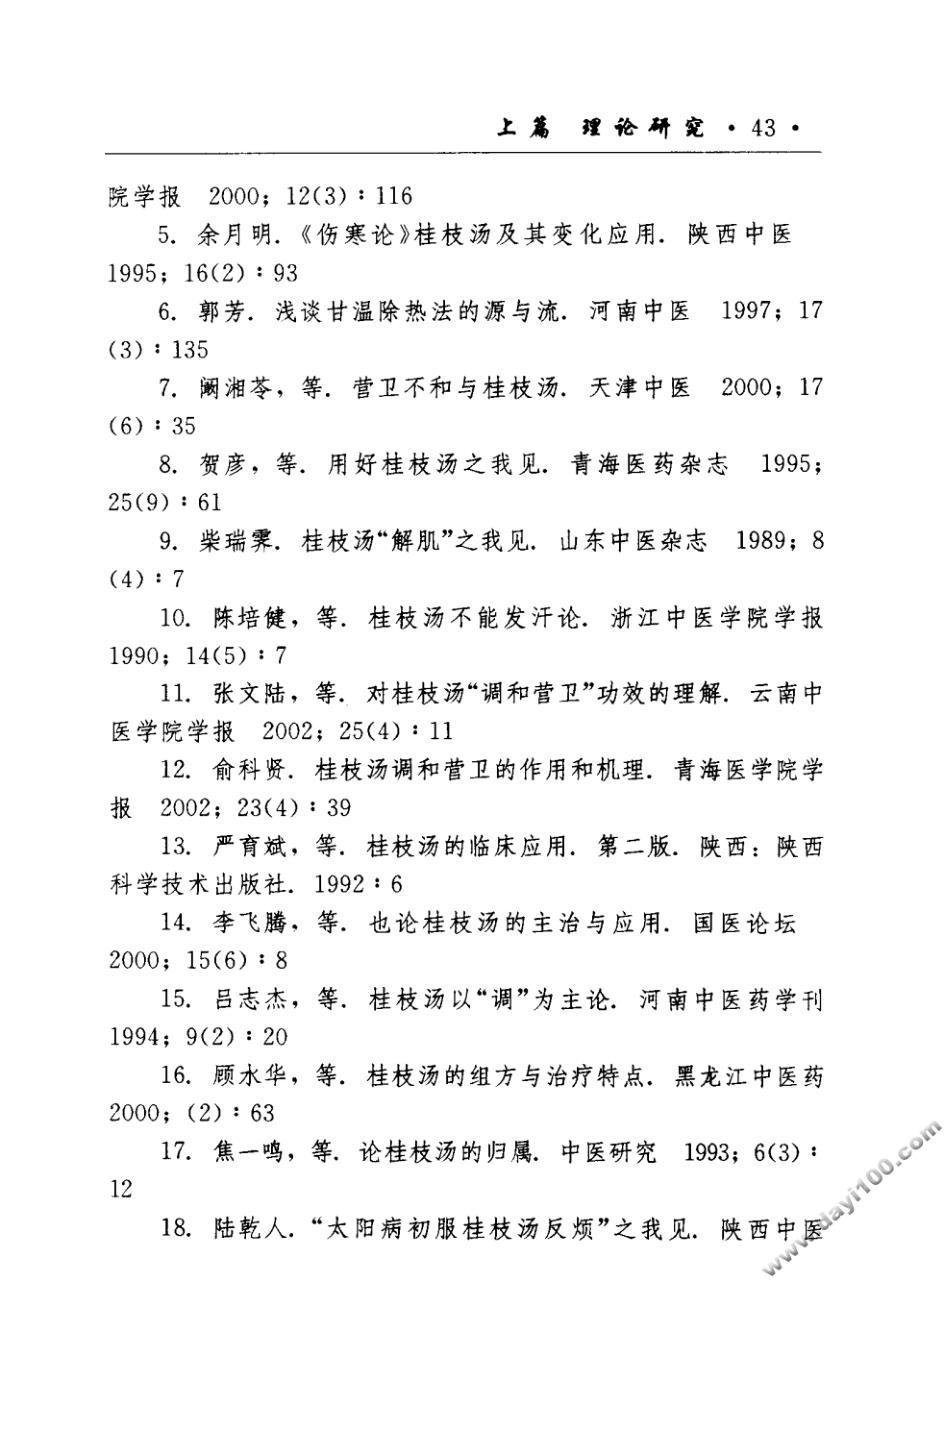 上篇 理论研究 · 43 ·
院学报 2000；12(3)：116
5. 余月明.《伤寒论》桂枝汤及其变化应用. 陕西中医
1995；16(2)：93
6. 郭芳. 浅谈甘温除热法的源与流. 河南中医 1997；17
(3)：135
7. 阚湘苓，等. 营卫不和与桂枝汤. 天津中医 2000；17
(6)：35
8. 贺彦，等. 用好桂枝汤之我见. 青海医药杂志 1995；
25(9)：61
9. 柴瑞霁. 桂枝汤“解肌”之我见. 山东中医杂志 1989；8
(4)：7
10. 陈培健，等. 桂枝汤不能发汗论. 浙江中医学院学报
1990；14(5)：7
11. 张文陆，等. 对桂枝汤“调和营卫”功效的理解. 云南中
医学院学报 2002；25(4)：11
12. 俞科贤. 桂枝汤调和营卫的作用和机理. 青海医学院学
报 2002；23(4)：39
13. 严育斌，等. 桂枝汤的临床应用. 第二版. 陕西：陕西
科学技术出版社. 1992：6
14. 李飞腾，等. 也论桂枝汤的主治与应用. 国医论坛
2000；15(6)：8
15. 吕志杰，等. 桂枝汤以“调”为主论. 河南中医药学刊
1994；9(2)：20
16. 顾水华，等. 桂枝汤的组方与治疗特点. 黑龙江中医药
2000；(2)：63
17. 焦一鸣，等. 论桂枝汤的归属. 中医研究 1993；6(3)：
12
18. 陆乾人.“太阳病初服桂枝汤反烦”之我见. 陕西中医
www.dayi100.com